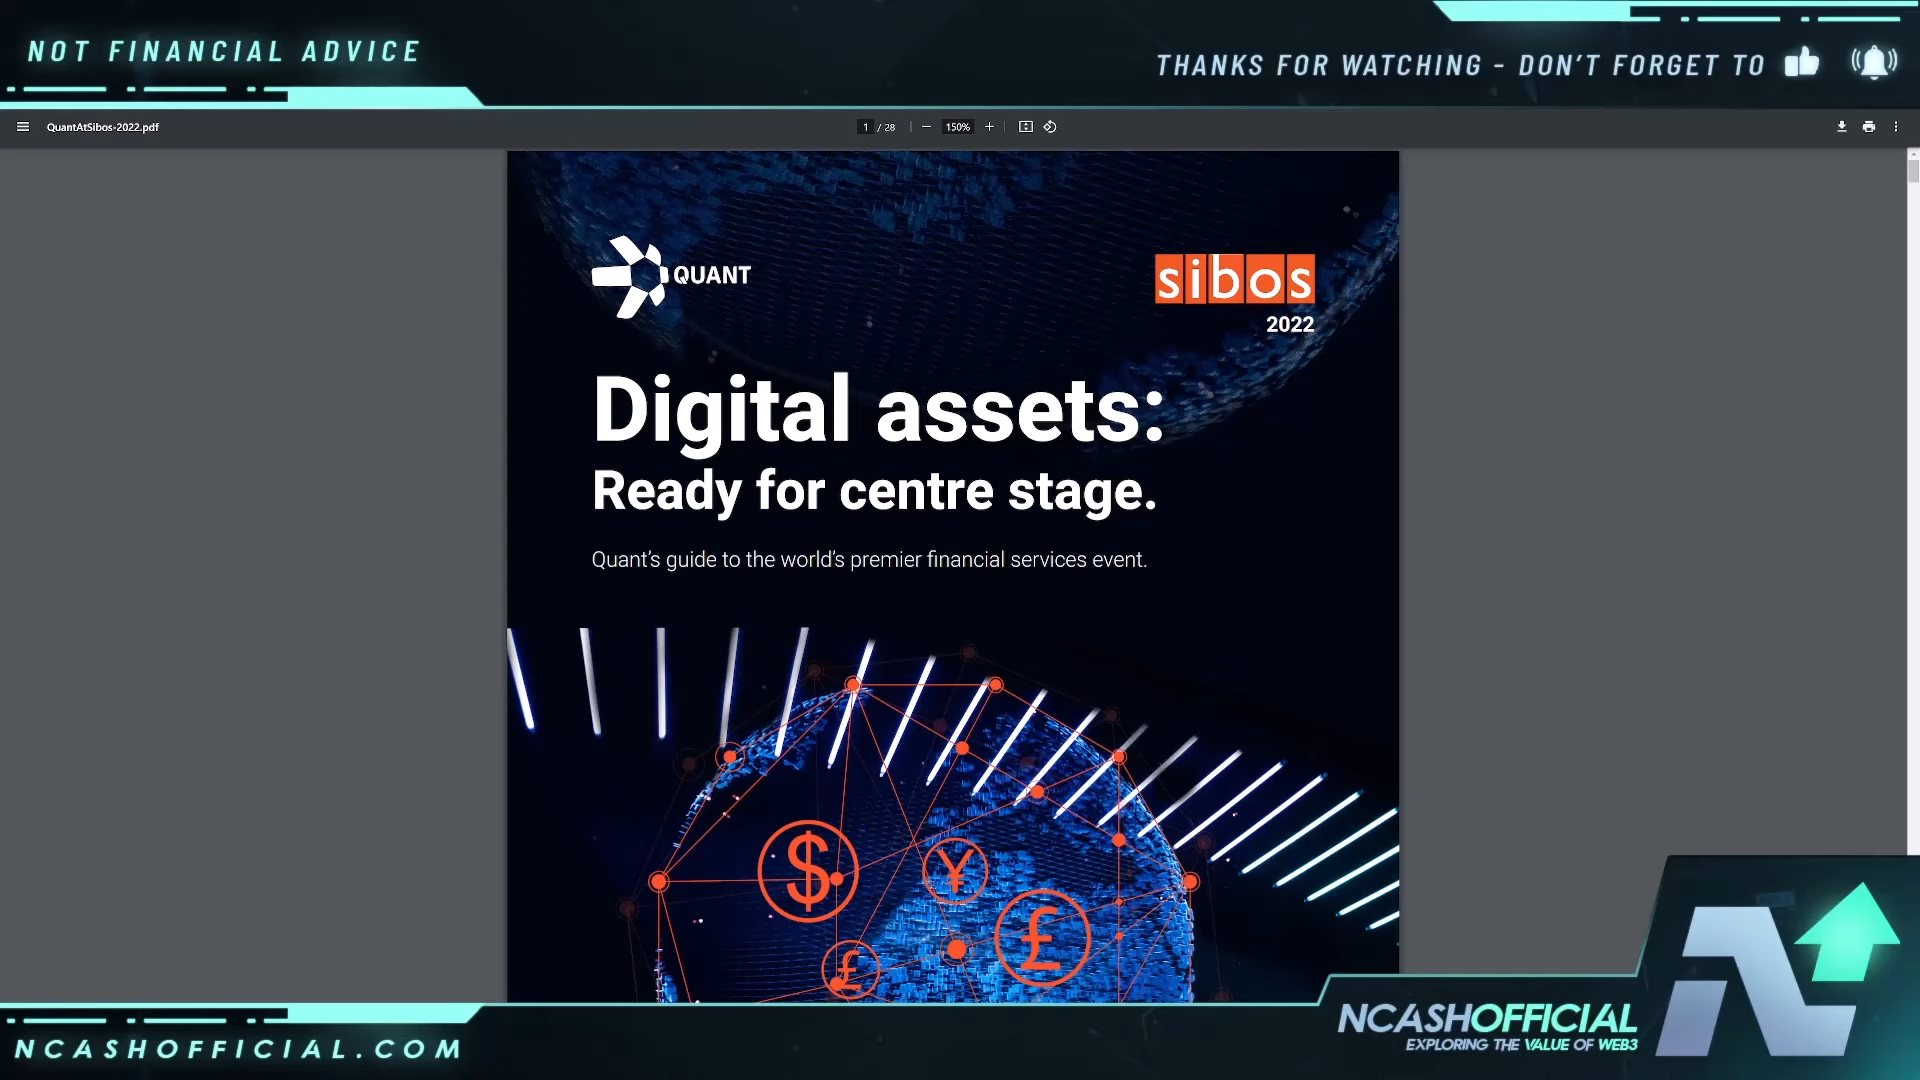 NOT FINANCIAL ADVICE
THANKS FOR WATCHING - DON'T FORGET TO
QuantAtSibos-2022.pdf
1 / 28
150%
QUANT
sibos
2022
Digital assets:
Ready for centre stage.
Quant's guide to the world's premier financial services event.
$
¥
£
£
NCASHOFFICIAL.COM
NCASHOFFICIAL
EXPLORING THE VALUE OF WEB3